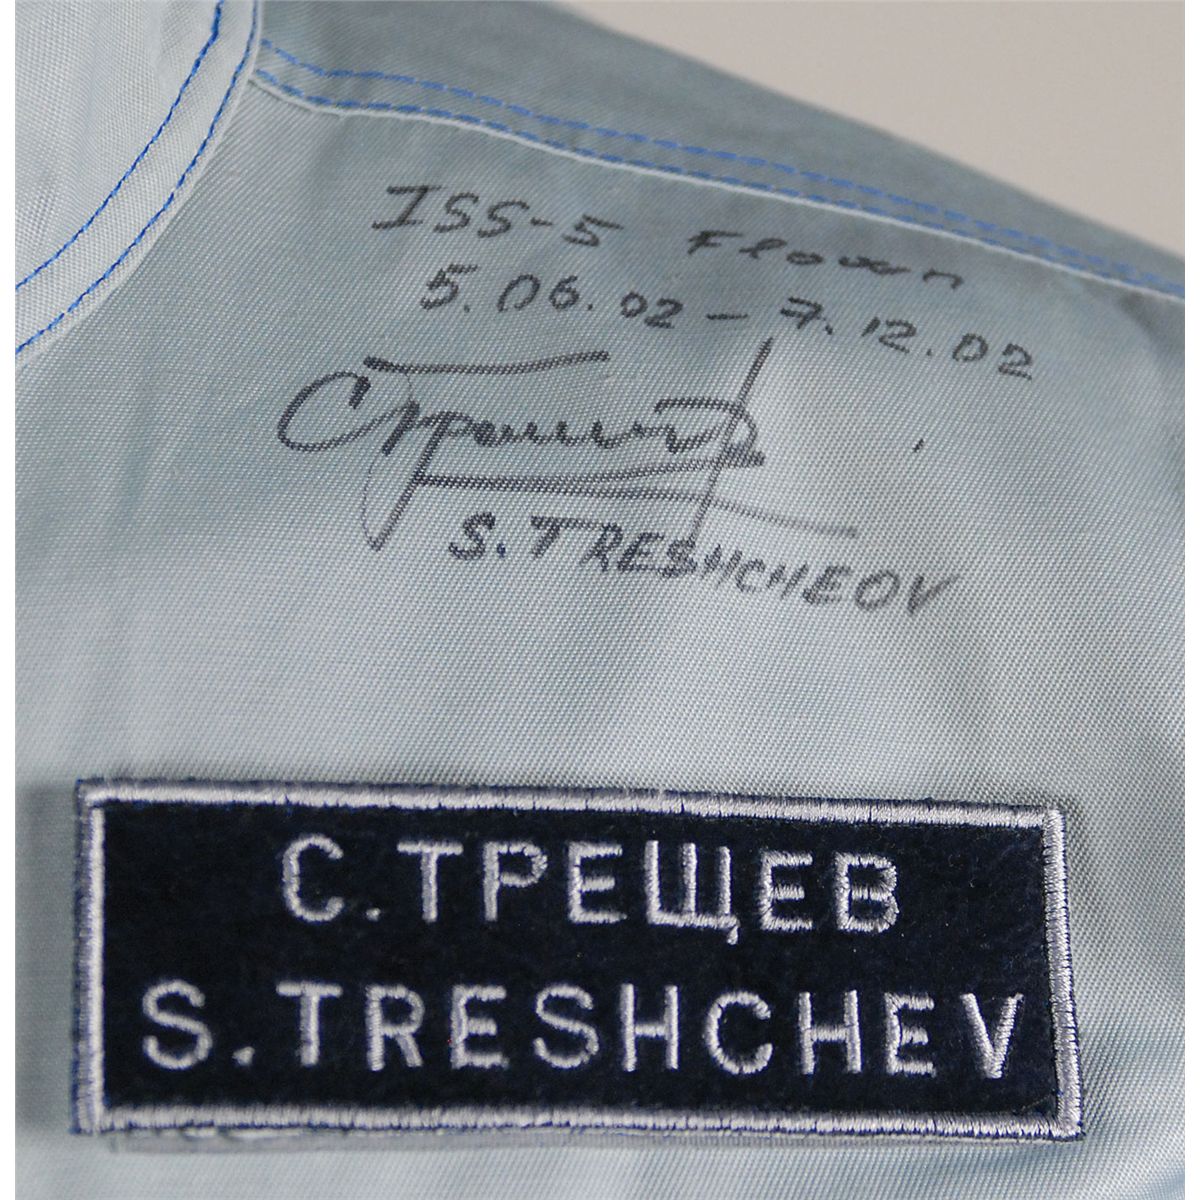 ISS-5 Flown
5.06.02 - 7.12.02
S. TRESHCHEOV
С.ТРЕЩЕВ
S.TRESHCHEV